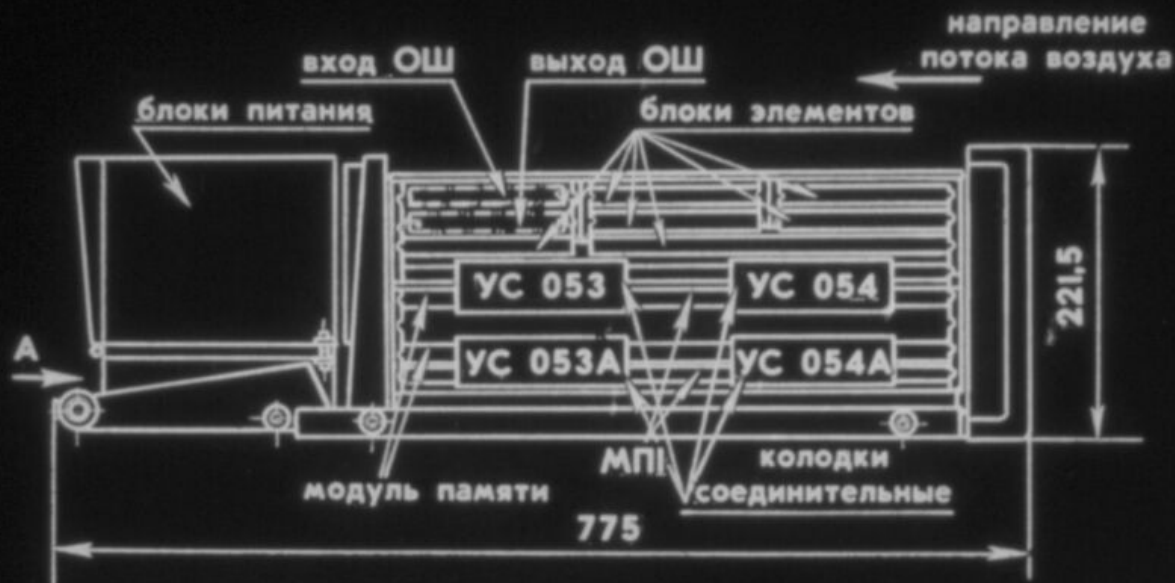 направление
потока воздуха
вход ОШ
выход ОШ
блоки питания
блоки элементов
УС 053
УС 054
221,5
А
УС 053А
УС 054А
МПI
колодки
соединительные
модуль памяти
775